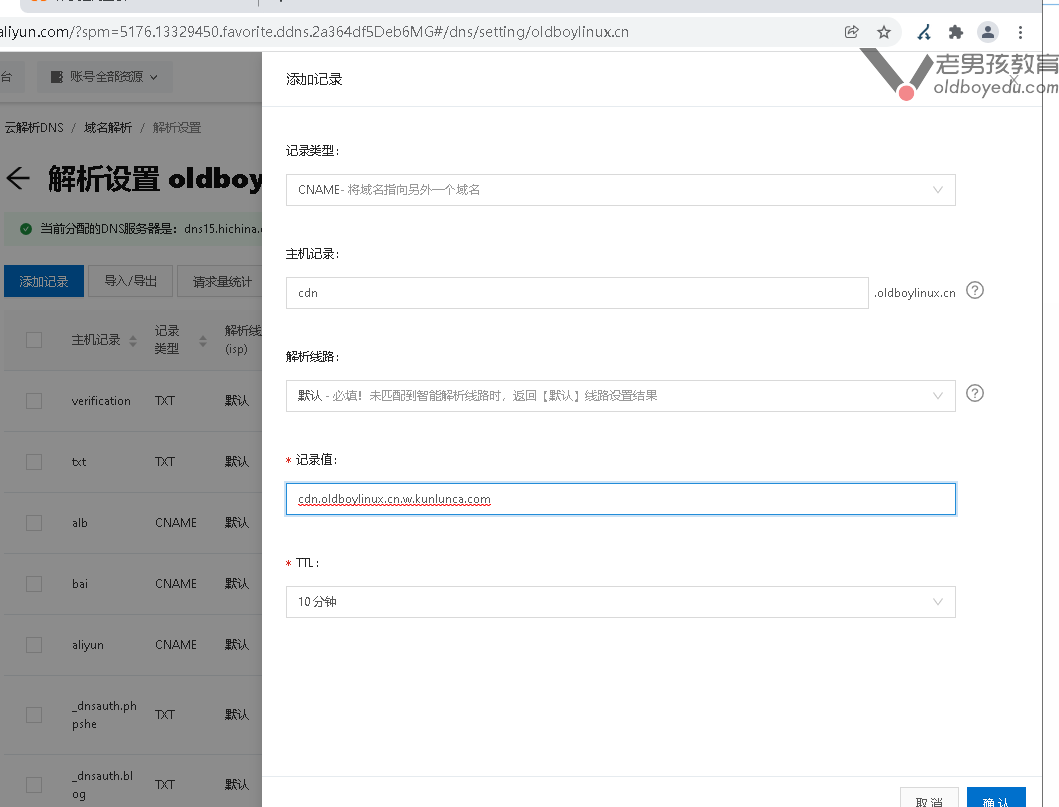 aliyun.com/?spm=5176.13329450.favorite.ddns.2a364df5Deb6MG#/dns/setting/oldboylinux.cn
老男孩教育
oldboyedu.com
台
账号全部资源
云解析DNS / 域名解析 / 解析设置
解析设置 oldboy
当前分配的DNS服务器是: dns15.hichina.
添加记录 导入/导出 请求量统计
主机记录 记录类型 解析线(isp)
verification TXT 默认
txt TXT 默认
alb CNAME 默认
bai CNAME 默认
aliyun CNAME 默认
_dnsauth.phpshe TXT 默认
_dnsauth.blog TXT 默认
添加记录
记录类型:
CNAME- 将域名指向另外一个域名
主机记录:
cdn .oldboylinux.cn
解析线路:
默认 - 必填！未匹配到智能解析线路时，返回【默认】线路设置结果
* 记录值:
cdn.oldboylinux.cn.w.kunlunca.com
* TTL:
10 分钟
取消 确认